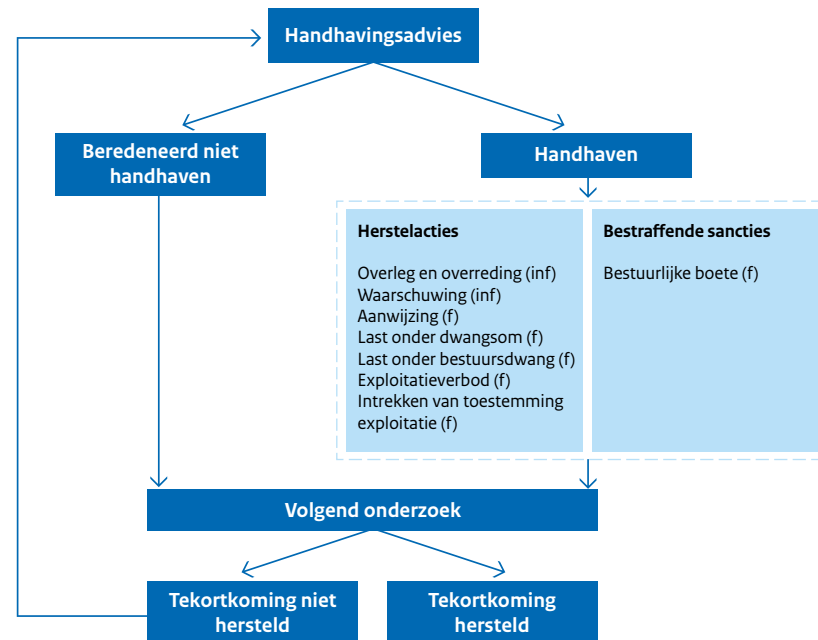 Handhavingsadvies
Beredeneerd niet
handhaven
Handhaven
Herstelacties
Overleg en overreding (inf)
Waarschuwing (inf)
Aanwijzing (f)
Last onder dwangsom (f)
Last onder bestuursdwang (f)
Exploitatieverbod (f)
Intrekken van toestemming
exploitatie (f)
Bestraffende sancties
Bestuurlijke boete (f)
Volgend onderzoek
Tekortkoming niet
hersteld
Tekortkoming
hersteld